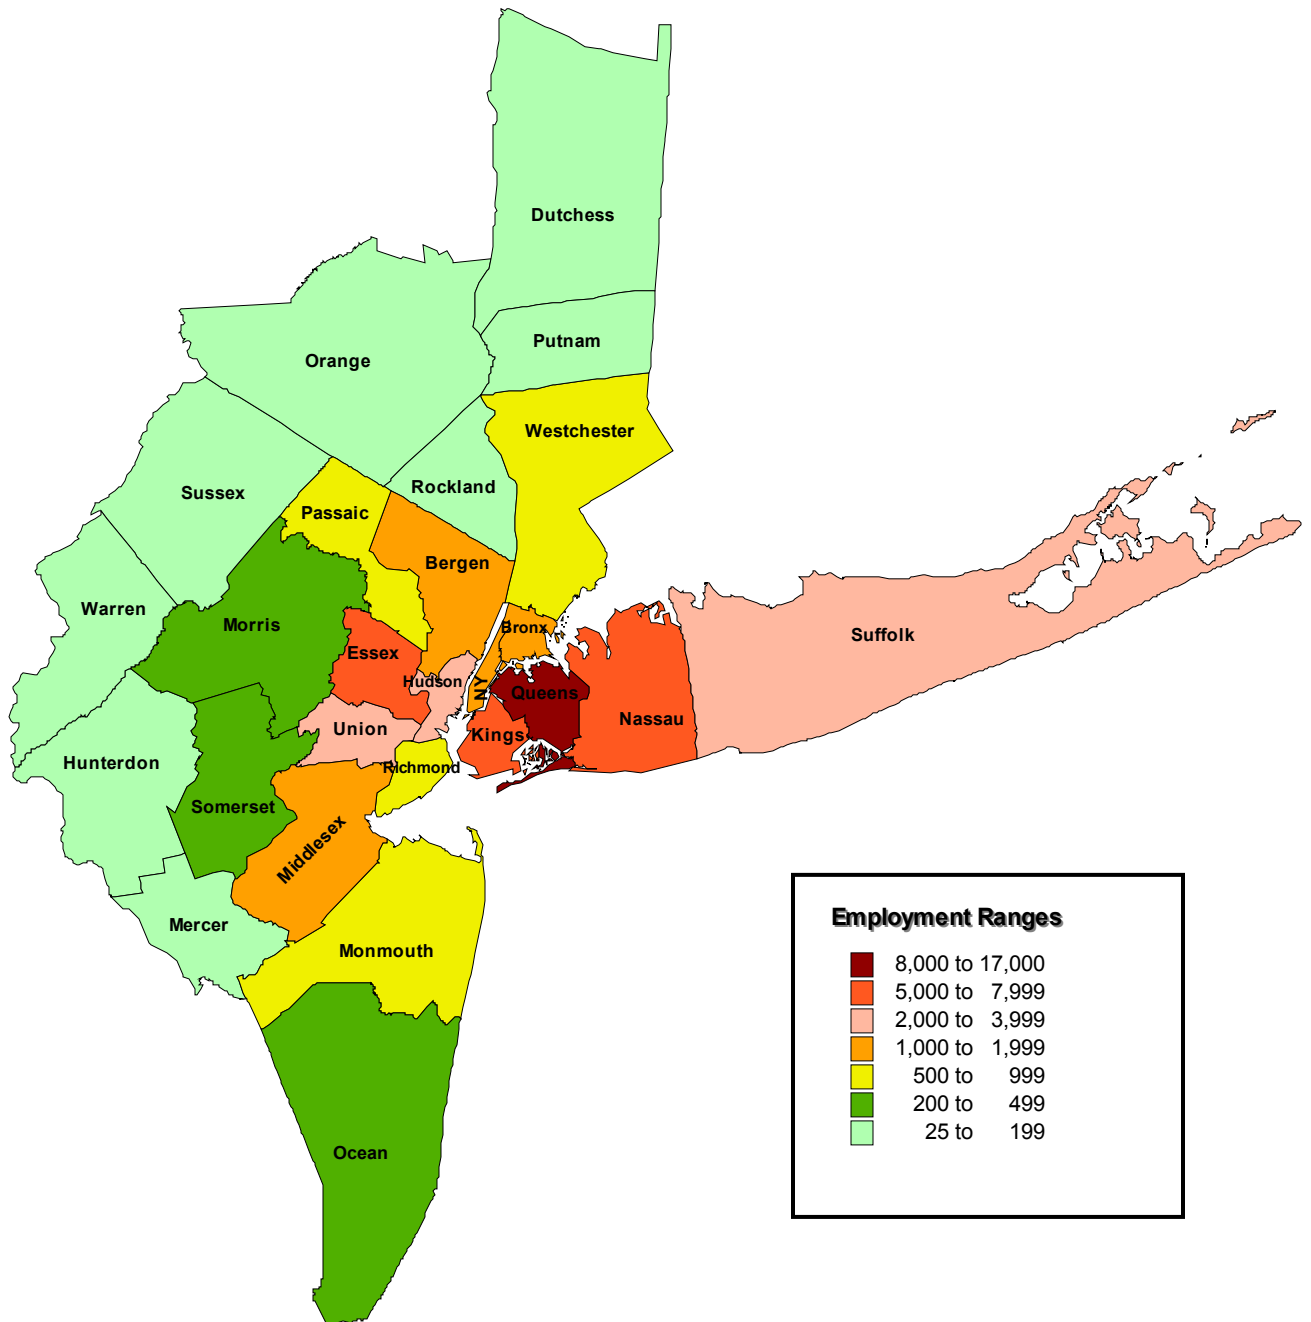 Dutchess
Putnam
Orange
Westchester
Rockland
Sussex
Passaic
Bergen
Warren
Morris
Bronx
Suffolk
Essex
Hudson
NY
Queens
Nassau
Union
Kings
Hunterdon
Richmond
Somerset
Middlesex
Mercer
Monmouth
Ocean
Employment Ranges
8,000 to 17,000
5,000 to 7,999
2,000 to 3,999
1,000 to 1,999
500 to 999
200 to 499
25 to 199